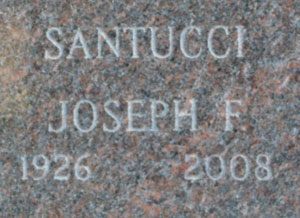 SANTUCCI
JOSEPH F.
1926 2008